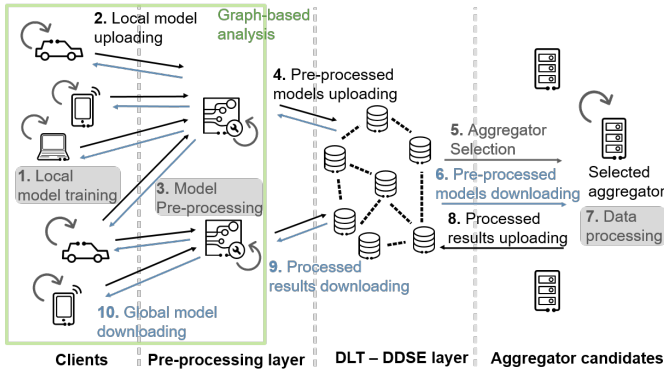 2. Local model
uploading
Graph-based
analysis
4. Pre-processed
models uploading
1. Local
model training
3. Model
Pre-processing
5. Aggregator
Selection
6. Pre-processed
models downloading
8. Processed
results uploading
Selected
aggregator
7. Data
processing
9. Processed
results downloading
10. Global model
downloading
Clients
Pre-processing layer
DLT – DDSE layer
Aggregator candidates